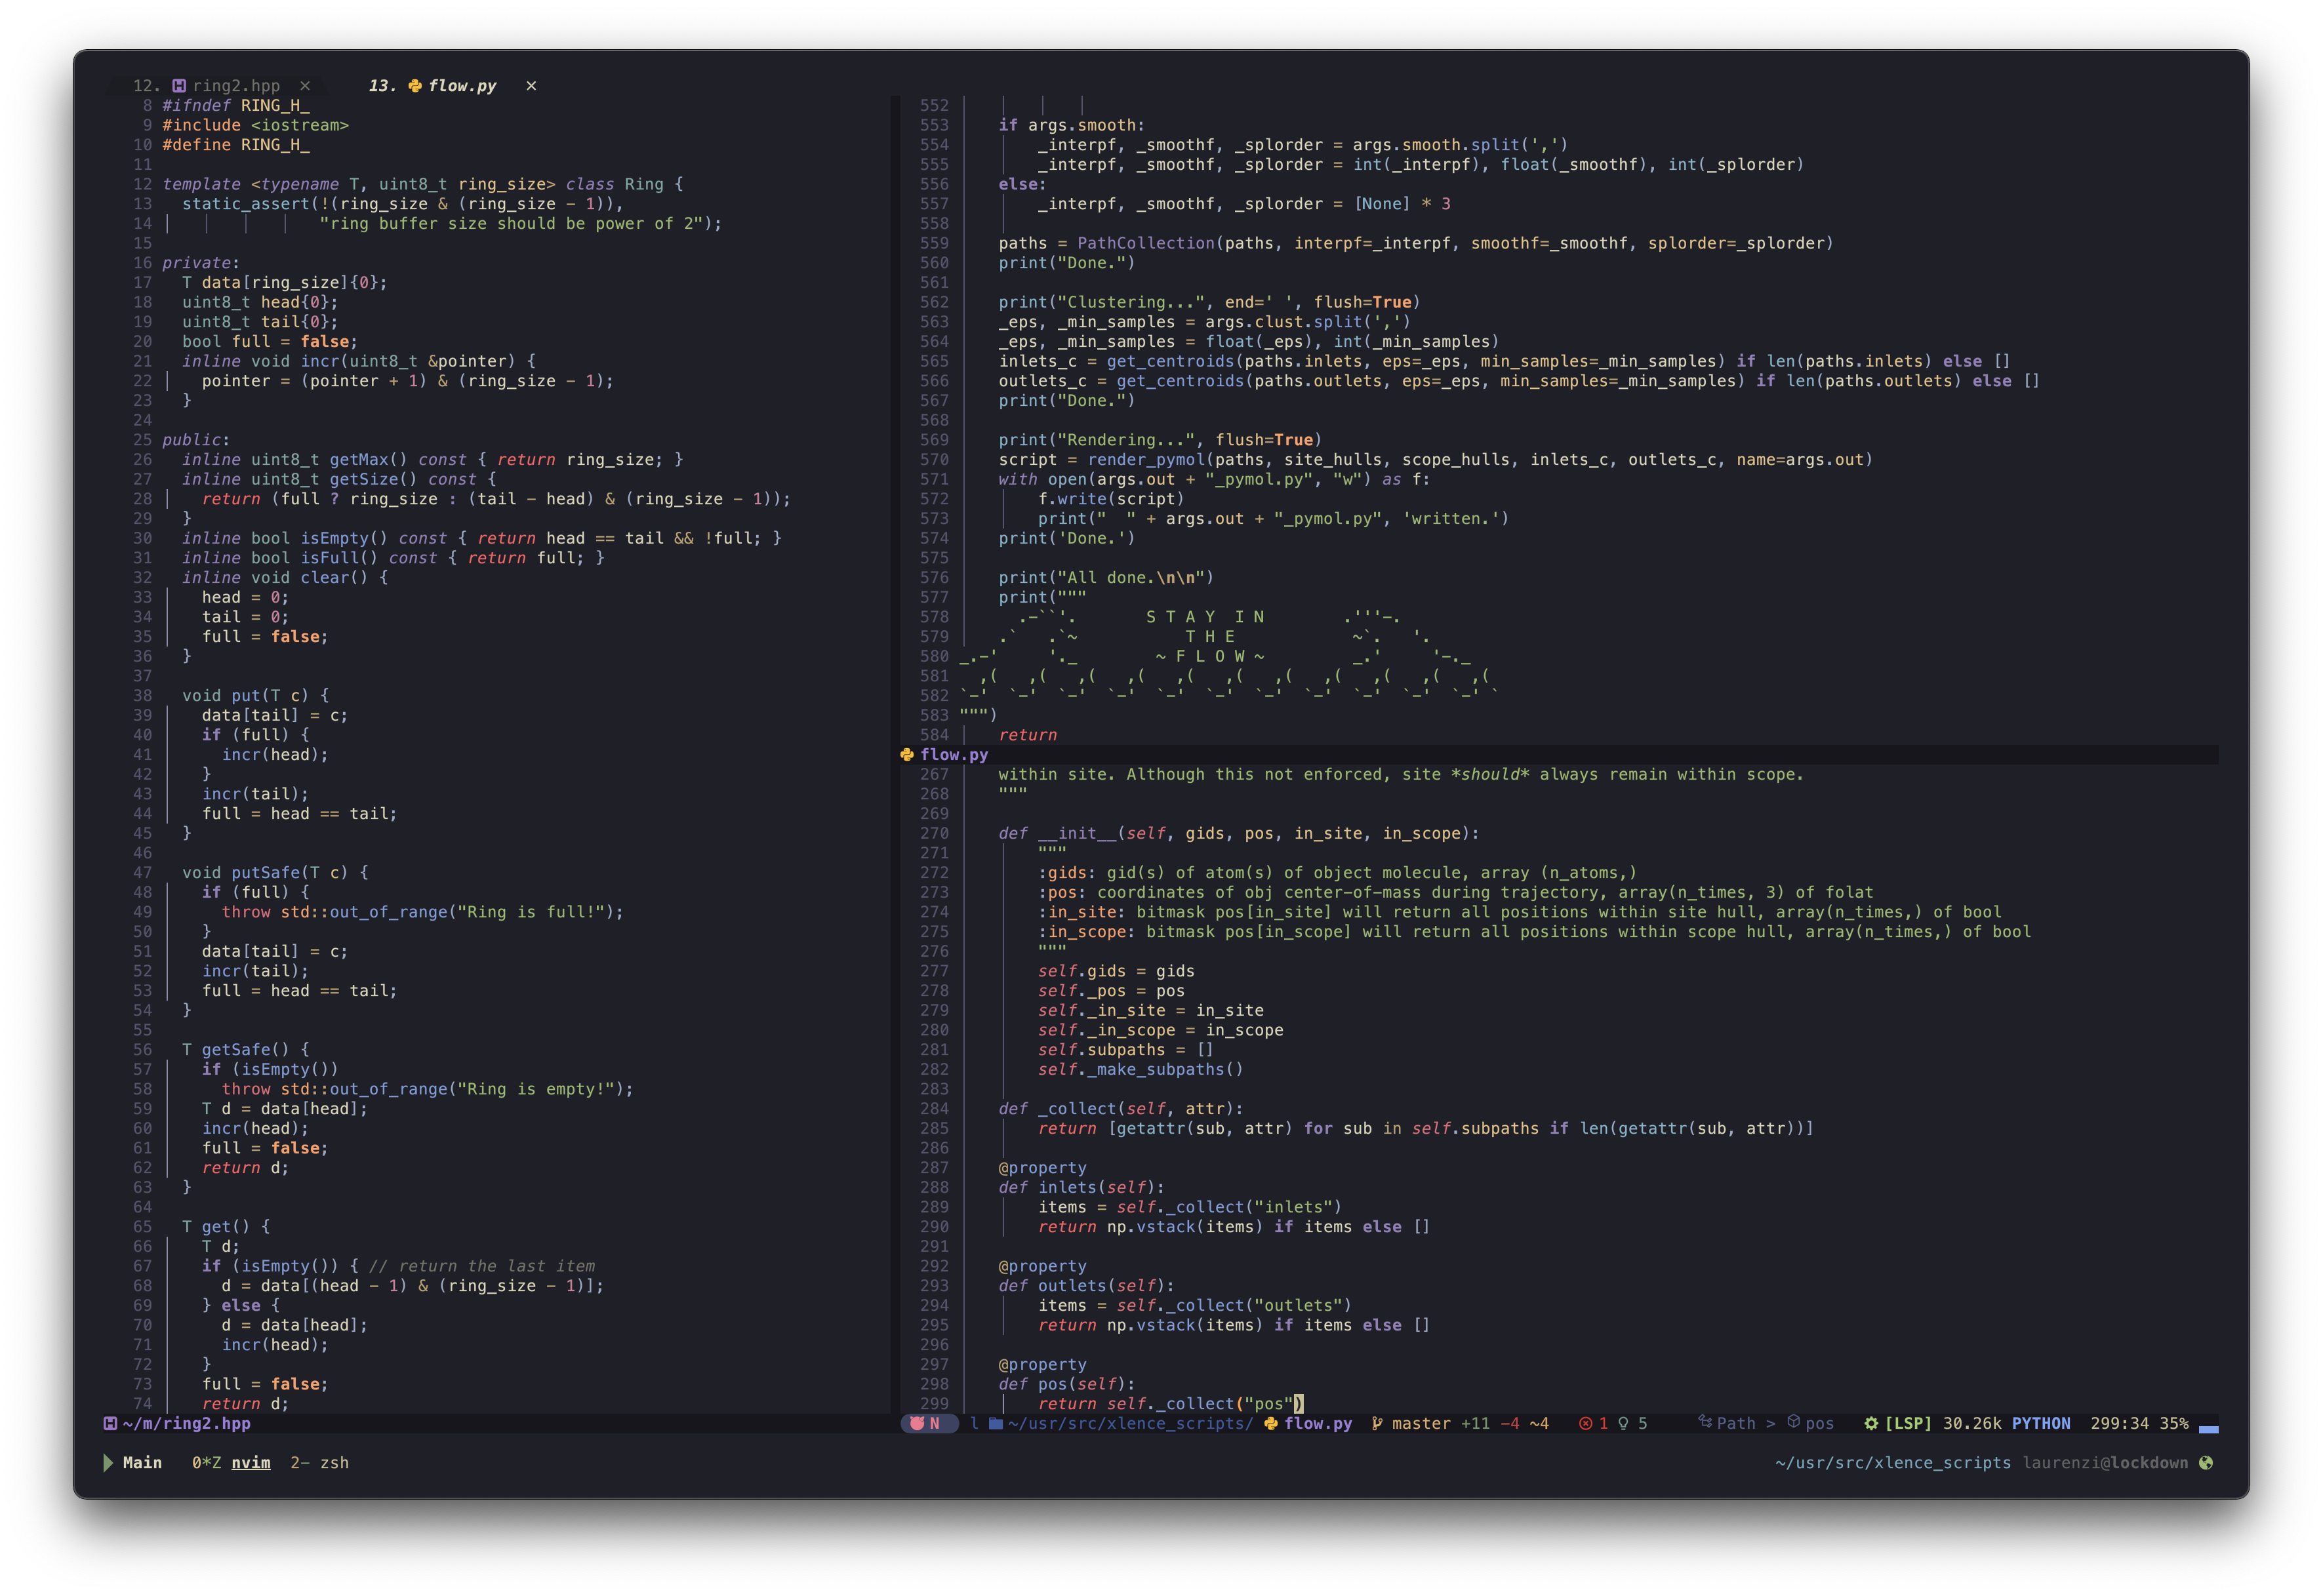 12. ring2.hpp × 13. flow.py ×
8 #ifndef RING_H_
9 #include <iostream>
10 #define RING_H_
11
12 template <typename T, uint8_t ring_size> class Ring {
13   static_assert(!(ring_size & (ring_size - 1)),
14                 "ring buffer size should be power of 2");
15
16 private:
17   T data[ring_size]{0};
18   uint8_t head{0};
19   uint8_t tail{0};
20   bool full = false;
21   inline void incr(uint8_t &pointer) {
22     pointer = (pointer + 1) & (ring_size - 1);
23   }
24
25 public:
26   inline uint8_t getMax() const { return ring_size; }
27   inline uint8_t getSize() const {
28     return (full ? ring_size : (tail - head) & (ring_size - 1));
29   }
30   inline bool isEmpty() const { return head == tail && !full; }
31   inline bool isFull() const { return full; }
32   inline void clear() {
33     head = 0;
34     tail = 0;
35     full = false;
36   }
37
38   void put(T c) {
39     data[tail] = c;
40     if (full) {
41       incr(head);
42     }
43     incr(tail);
44     full = head == tail;
45   }
46
47   void putSafe(T c) {
48     if (full) {
49       throw std::out_of_range("Ring is full!");
50     }
51     data[tail] = c;
52     incr(tail);
53     full = head == tail;
54   }
55
56   T getSafe() {
57     if (isEmpty())
58       throw std::out_of_range("Ring is empty!");
59     T d = data[head];
60     incr(head);
61     full = false;
62     return d;
63   }
64
65   T get() {
66     T d;
67     if (isEmpty()) { // return the last item
68       d = data[(head - 1) & (ring_size - 1)];
69     } else {
70       d = data[head];
71       incr(head);
72     }
73     full = false;
74     return d;
~/m/ring2.hpp
552
553     if args.smooth:
554         _interpf, _smoothf, _splorder = args.smooth.split(',')
555         _interpf, _smoothf, _splorder = int(_interpf), float(_smoothf), int(_splorder)
556     else:
557         _interpf, _smoothf, _splorder = [None] * 3
558
559     paths = PathCollection(paths, interpf=_interpf, smoothf=_smoothf, splorder=_splorder)
560     print("Done.")
561
562     print("Clustering...", end=' ', flush=True)
563     _eps, _min_samples = args.clust.split(',')
564     _eps, _min_samples = float(_eps), int(_min_samples)
565     inlets_c = get_centroids(paths.inlets, eps=_eps, min_samples=_min_samples) if len(paths.inlets) else []
566     outlets_c = get_centroids(paths.outlets, eps=_eps, min_samples=_min_samples) if len(paths.outlets) else []
567     print("Done.")
568
569     print("Rendering...", flush=True)
570     script = render_pymol(paths, site_hulls, scope_hulls, inlets_c, outlets_c, name=args.out)
571     with open(args.out + "_pymol.py", "w") as f:
572         f.write(script)
573         print("  " + args.out + "_pymol.py", 'written.')
574     print('Done.')
575
576     print("All done.\n\n")
577     print("""
578       .-``'.       S T A Y  I N        .'''-.
579     .`   .`~           T H E            ~`.   '.
580 _.-'     '._        ~ F L O W ~         _.'     '-._
581   ,(   ,(   ,(   ,(   ,(   ,(   ,(   ,(   ,(   ,(   ,(
582 `-'  `-'  `-'  `-'  `-'  `-'  `-'  `-'  `-'  `-'  `-' `
583 """)
584     return
flow.py
267     within site. Although this not enforced, site *should* always remain within scope.
268     """
269
270     def __init__(self, gids, pos, in_site, in_scope):
271         """
272         :gids: gid(s) of atom(s) of object molecule, array (n_atoms,)
273         :pos: coordinates of obj center-of-mass during trajectory, array(n_times, 3) of folat
274         :in_site: bitmask pos[in_site] will return all positions within site hull, array(n_times,) of bool
275         :in_scope: bitmask pos[in_scope] will return all positions within scope hull, array(n_times,) of bool
276         """
277         self.gids = gids
278         self._pos = pos
279         self._in_site = in_site
280         self._in_scope = in_scope
281         self.subpaths = []
282         self._make_subpaths()
283
284     def _collect(self, attr):
285         return [getattr(sub, attr) for sub in self.subpaths if len(getattr(sub, attr))]
286
287     @property
288     def inlets(self):
289         items = self._collect("inlets")
290         return np.vstack(items) if items else []
291
292     @property
293     def outlets(self):
294         items = self._collect("outlets")
295         return np.vstack(items) if items else []
296
297     @property
298     def pos(self):
299         return self._collect("pos")
N l ~/usr/src/xlence_scripts/ flow.py master +11 -4 ~4 1 5 Path > pos [LSP] 30.26k PYTHON 299:34 35%
Main 0*Z nvim 2- zsh ~/usr/src/xlence_scripts laurenzi@lockdown